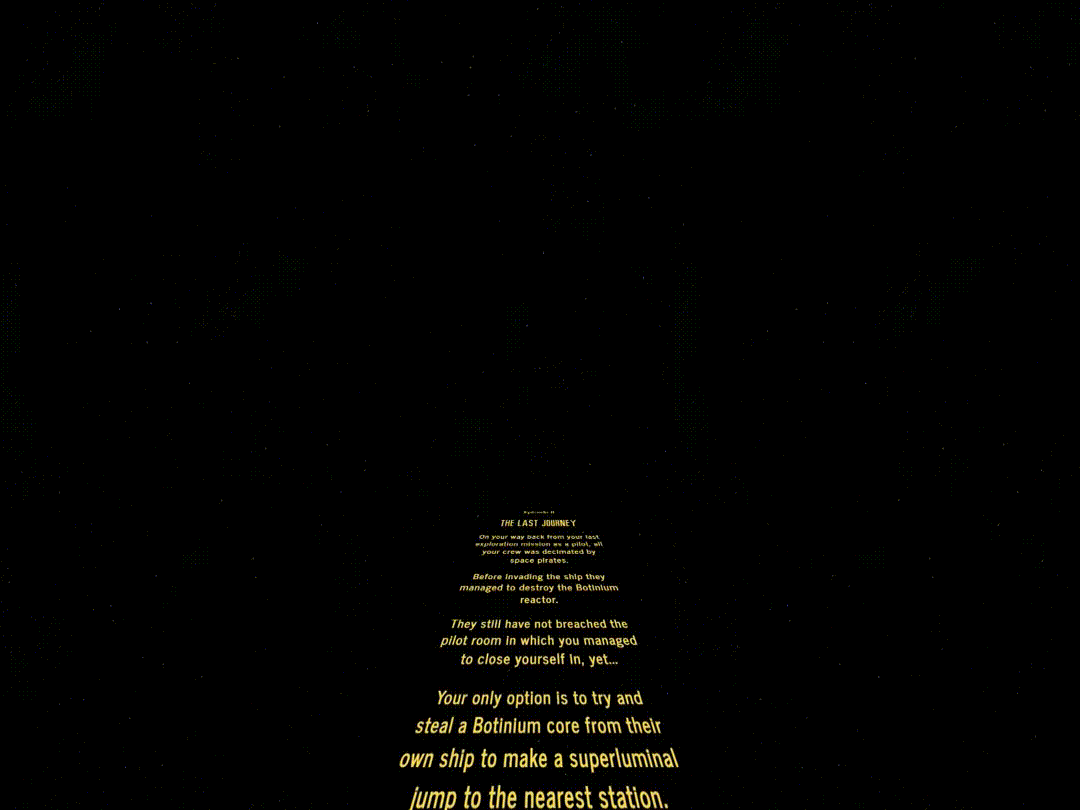 THE LAST JOURNEY
On your way back from your last
exploration mission as a pilot, all
your crew was decimated by
space pirates.
Before invading the ship they
managed to destroy the Botinium
reactor.
They still have not breached the
pilot room in which you managed
to close yourself in, yet...
Your only option is to try and
steal a Botinium core from their
own ship to make a superluminal
jump to the nearest station.